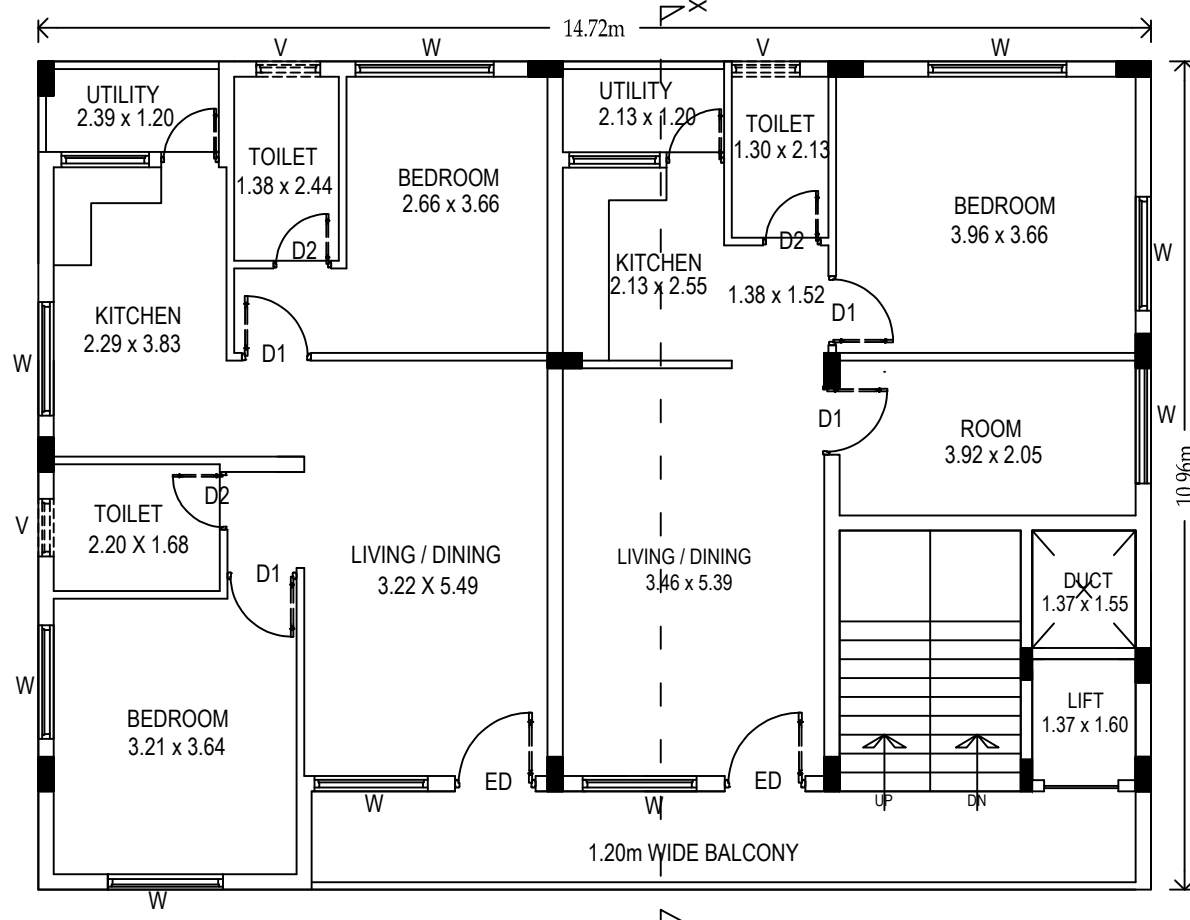 X
14.72m
V
W
V
W
UTILITY
2.39 x 1.20
UTILITY
2.13 x 1.20
TOILET
1.38 x 2.44
TOILET
1.30 x 2.13
BEDROOM
2.66 x 3.66
BEDROOM
3.96 x 3.66
D2
D2
W
KITCHEN
2.13 x 2.55
1.38 x 1.52
KITCHEN
2.29 x 3.83
D1
D1
W
D1
W
ROOM
3.92 x 2.05
10.96m
D2
TOILET
2.20 X 1.68
V
D1
LIVING / DINING
3.22 X 5.49
LIVING / DINING
3.46 x 5.39
DUCT
1.37 x 1.55
W
BEDROOM
3.21 x 3.64
LIFT
1.37 x 1.60
ED
ED
W
W
UP
DN
1.20m WIDE BALCONY
W